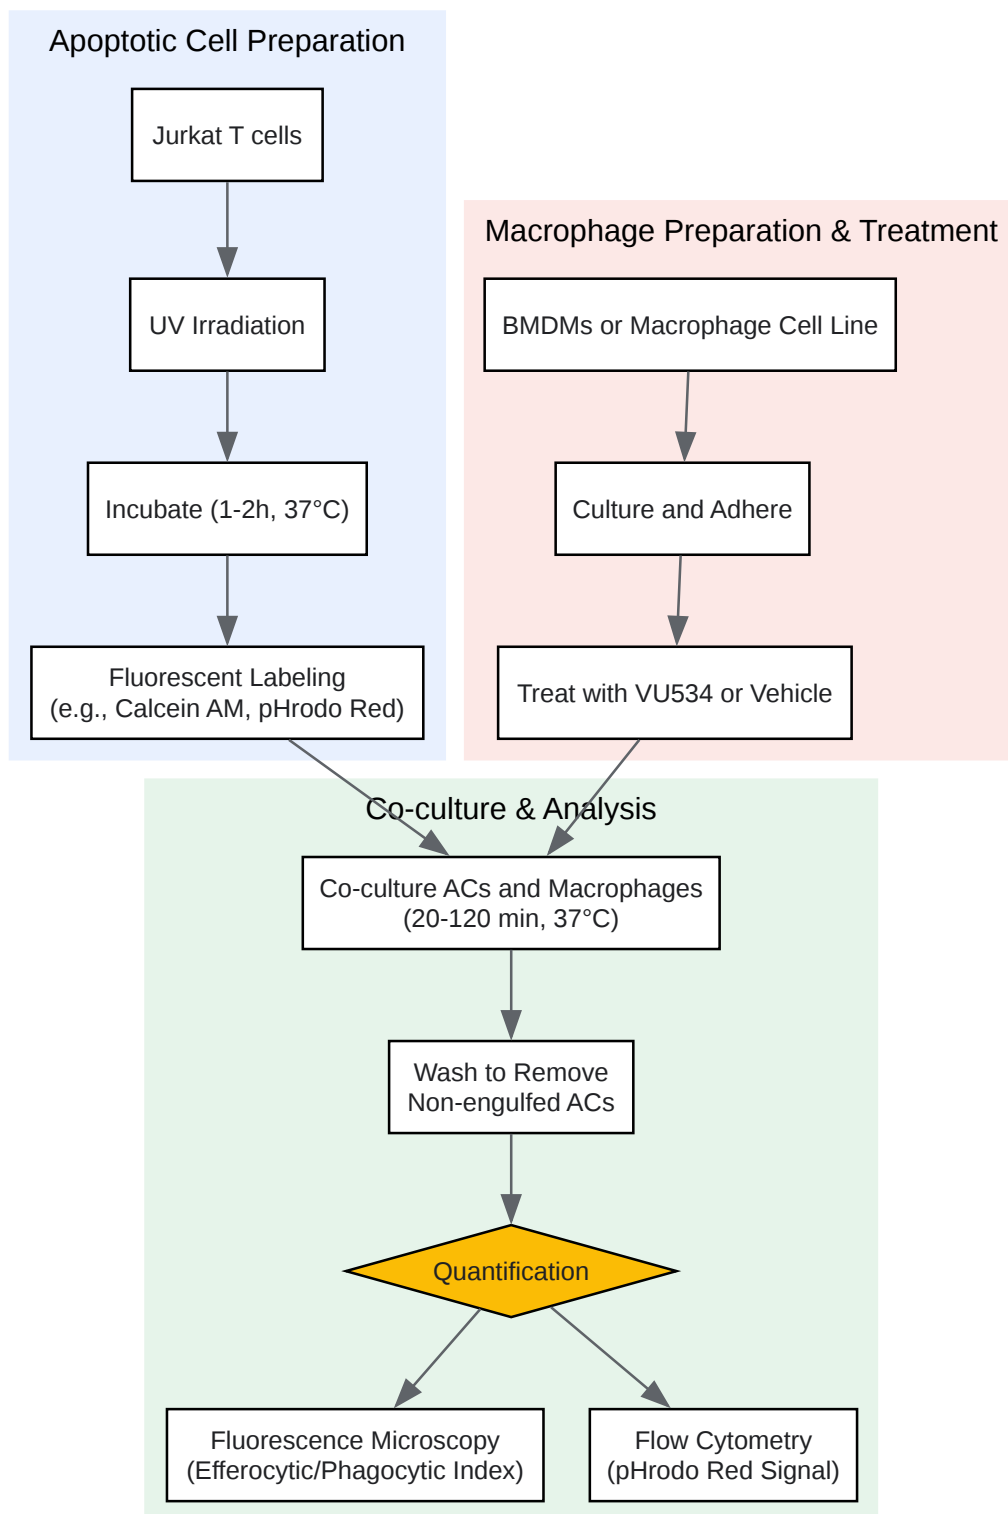 Apoptotic Cell Preparation
Jurkat T cells
UV Irradiation
Incubate (1-2h, 37°C)
Fluorescent Labeling
(e.g., Calcein AM, pHrodo Red)
Macrophage Preparation & Treatment
BMDMs or Macrophage Cell Line
Culture and Adhere
Treat with VU534 or Vehicle
Co-culture & Analysis
Co-culture ACs and Macrophages
(20-120 min, 37°C)
Wash to Remove
Non-engulfed ACs
Quantification
Fluorescence Microscopy
(Efferocytic/Phagocytic Index)
Flow Cytometry
(pHrodo Red Signal)